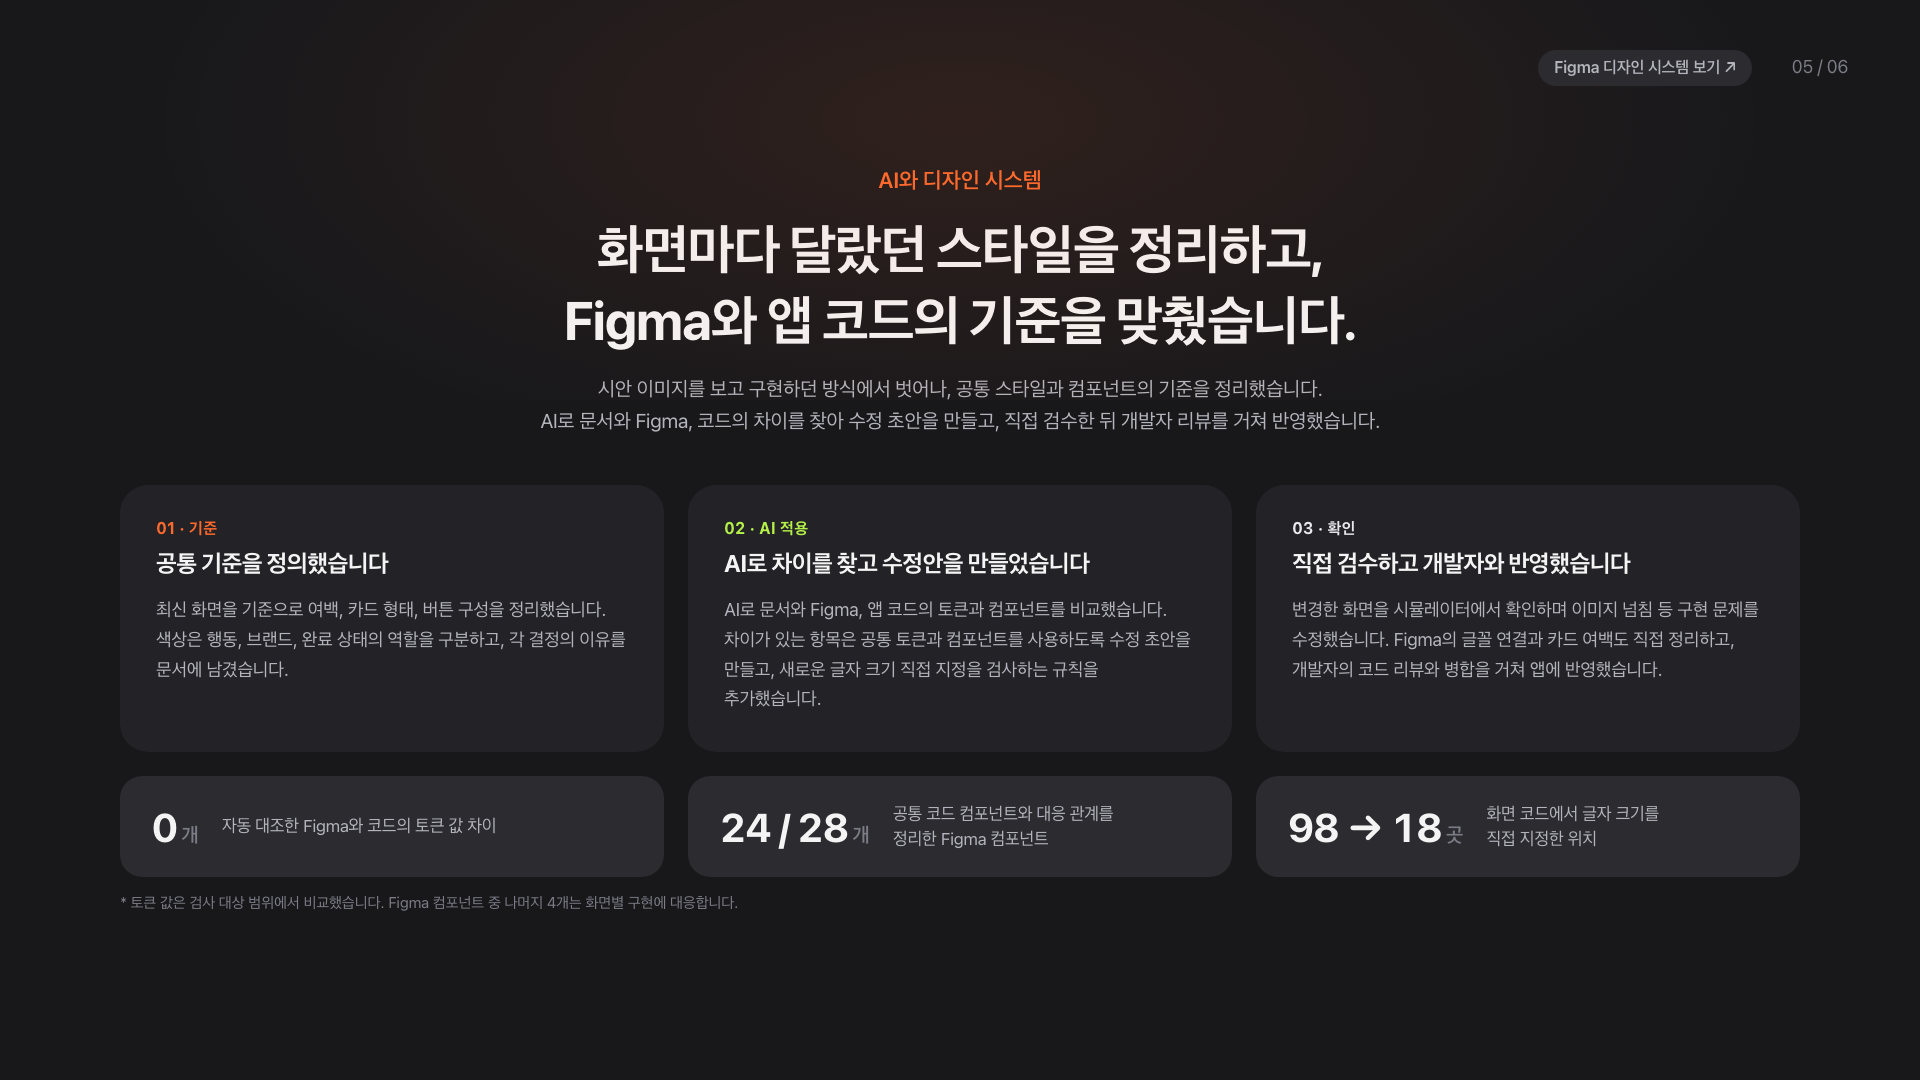 Figma 디자인 시스템 보기 ↗
05 / 06
AI와 디자인 시스템
화면마다 달랐던 스타일을 정리하고,
Figma와 앱 코드의 기준을 맞췄습니다.
시안 이미지를 보고 구현하던 방식에서 벗어나, 공통 스타일과 컴포넌트의 기준을 정리했습니다.
AI로 문서와 Figma, 코드의 차이를 찾아 수정 초안을 만들고, 직접 검수한 뒤 개발자 리뷰를 거쳐 반영했습니다.
01 · 기준
공통 기준을 정의했습니다
최신 화면을 기준으로 여백, 카드 형태, 버튼 구성을 정리했습니다.
색상은 행동, 브랜드, 완료 상태의 역할을 구분하고, 각 결정의 이유를
문서에 남겼습니다.
02 · AI 적용
AI로 차이를 찾고 수정안을 만들었습니다
AI로 문서와 Figma, 앱 코드의 토큰과 컴포넌트를 비교했습니다.
차이가 있는 항목은 공통 토큰과 컴포넌트를 사용하도록 수정 초안을
만들고, 새로운 글자 크기 직접 지정을 검사하는 규칙을
추가했습니다.
03 · 확인
직접 검수하고 개발자와 반영했습니다
변경한 화면을 시뮬레이터에서 확인하며 이미지 넘침 등 구현 문제를
수정했습니다. Figma의 글꼴 연결과 카드 여백도 직접 정리하고,
개발자의 코드 리뷰와 병합을 거쳐 앱에 반영했습니다.
0 개
자동 대조한 Figma와 코드의 토큰 값 차이
24 / 28 개
공통 코드 컴포넌트와 대응 관계를
정리한 Figma 컴포넌트
98 → 18 곳
화면 코드에서 글자 크기를
직접 지정한 위치
* 토큰 값은 검사 대상 범위에서 비교했습니다. Figma 컴포넌트 중 나머지 4개는 화면별 구현에 대응합니다.